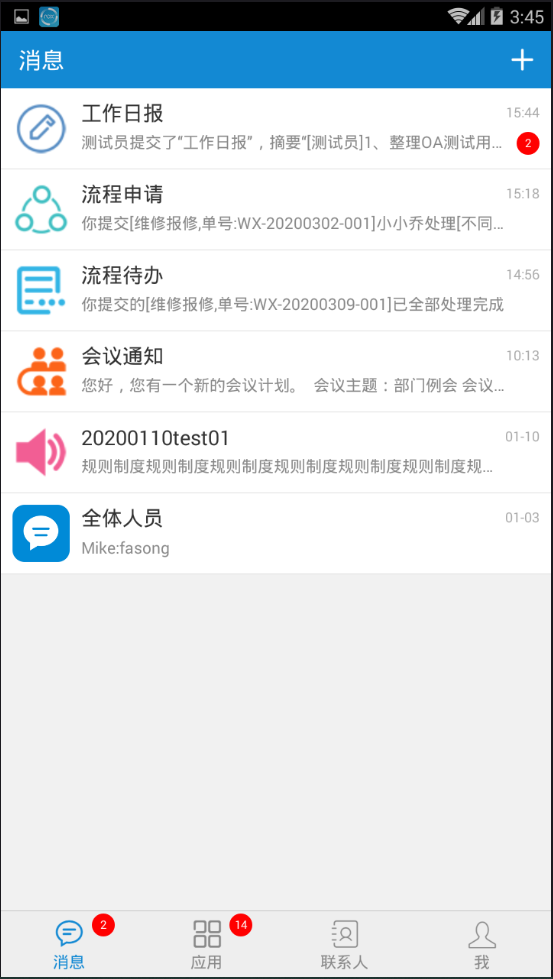 3:45
消息
工作日报
15:44
测试员提交了“工作日报”，摘要“[测试员]1、整理OA测试用...
2
流程申请
15:18
你提交[维修报修,单号:WX-20200302-001]小小乔处理[不同...
流程待办
14:56
你提交的[维修报修,单号:WX-20200309-001]已全部处理完成
会议通知
10:13
您好，您有一个新的会议计划。 会议主题：部门例会 会议...
20200110test01
01-10
规则制度规则制度规则制度规则制度规则制度规则制度规...
全体人员
01-03
Mike:fasong
2
14
消息
应用
联系人
我